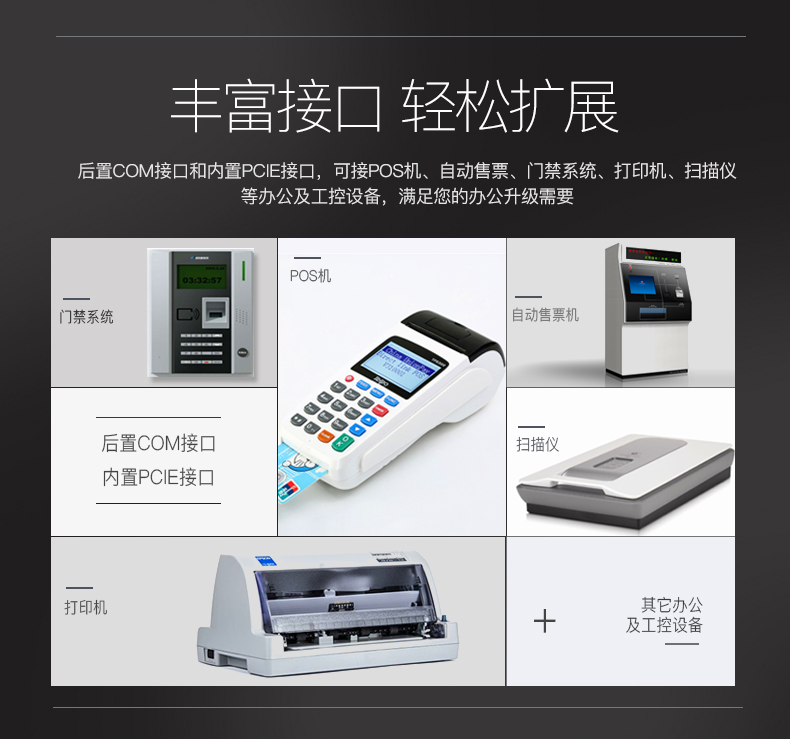 丰富接口 轻松扩展
后置COM接口和内置PCIE接口，可接POS机、自动售票、门禁系统、打印机、扫描仪
等办公及工控设备，满足您的办公升级需要
门禁系统
03:32:57
POS机
自动售票机
后置COM接口
内置PCIE接口
扫描仪
打印机
+
其它办公
及工控设备